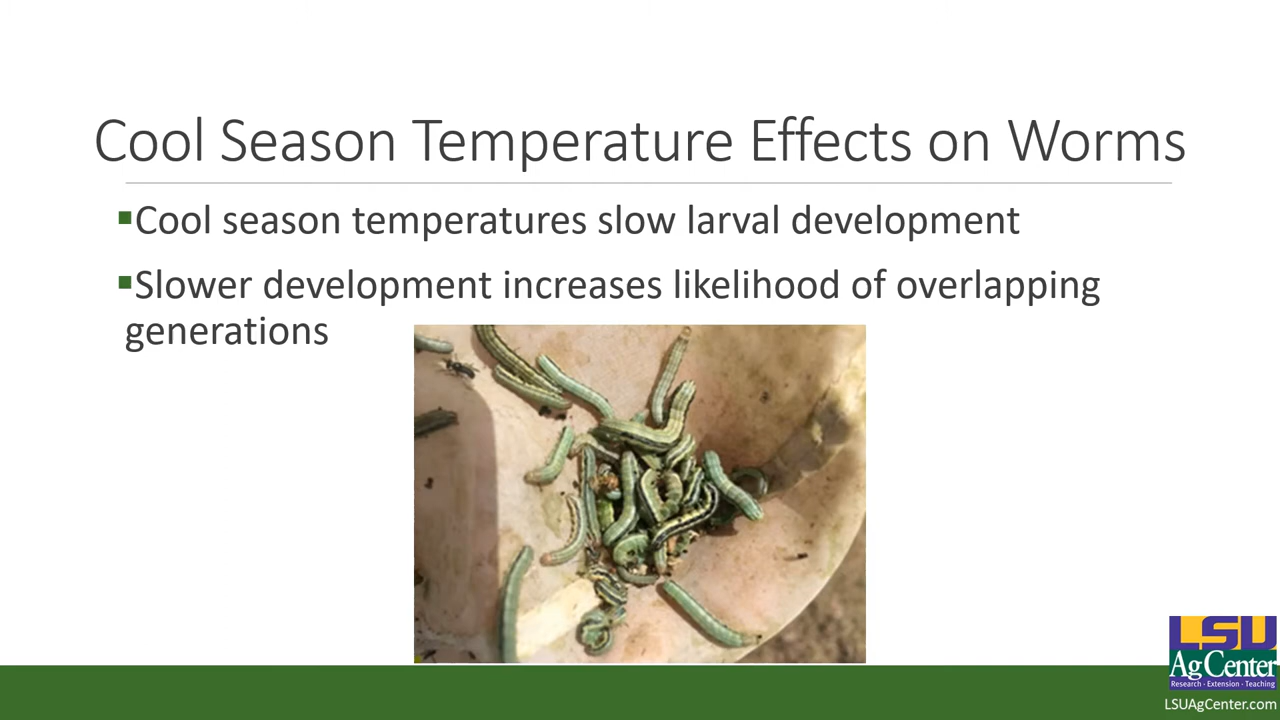 Cool Season Temperature Effects on Worms
▪Cool season temperatures slow larval development
▪Slower development increases likelihood of overlapping
generations
LSU
AgCenter
Research · Extension · Teaching
LSUAgCenter.com